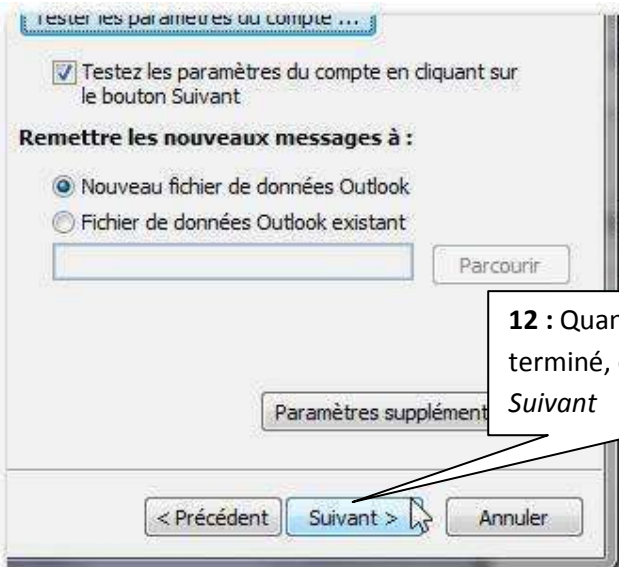 Tester les paramètres du compte ...
Testez les paramètres du compte en cliquant sur
le bouton Suivant
Remettre les nouveaux messages à :
Nouveau fichier de données Outlook
Fichier de données Outlook existant
Parcourir
12 : Quan
terminé,
Suivant
Paramètres supplément
< Précédent
Suivant >
Annuler